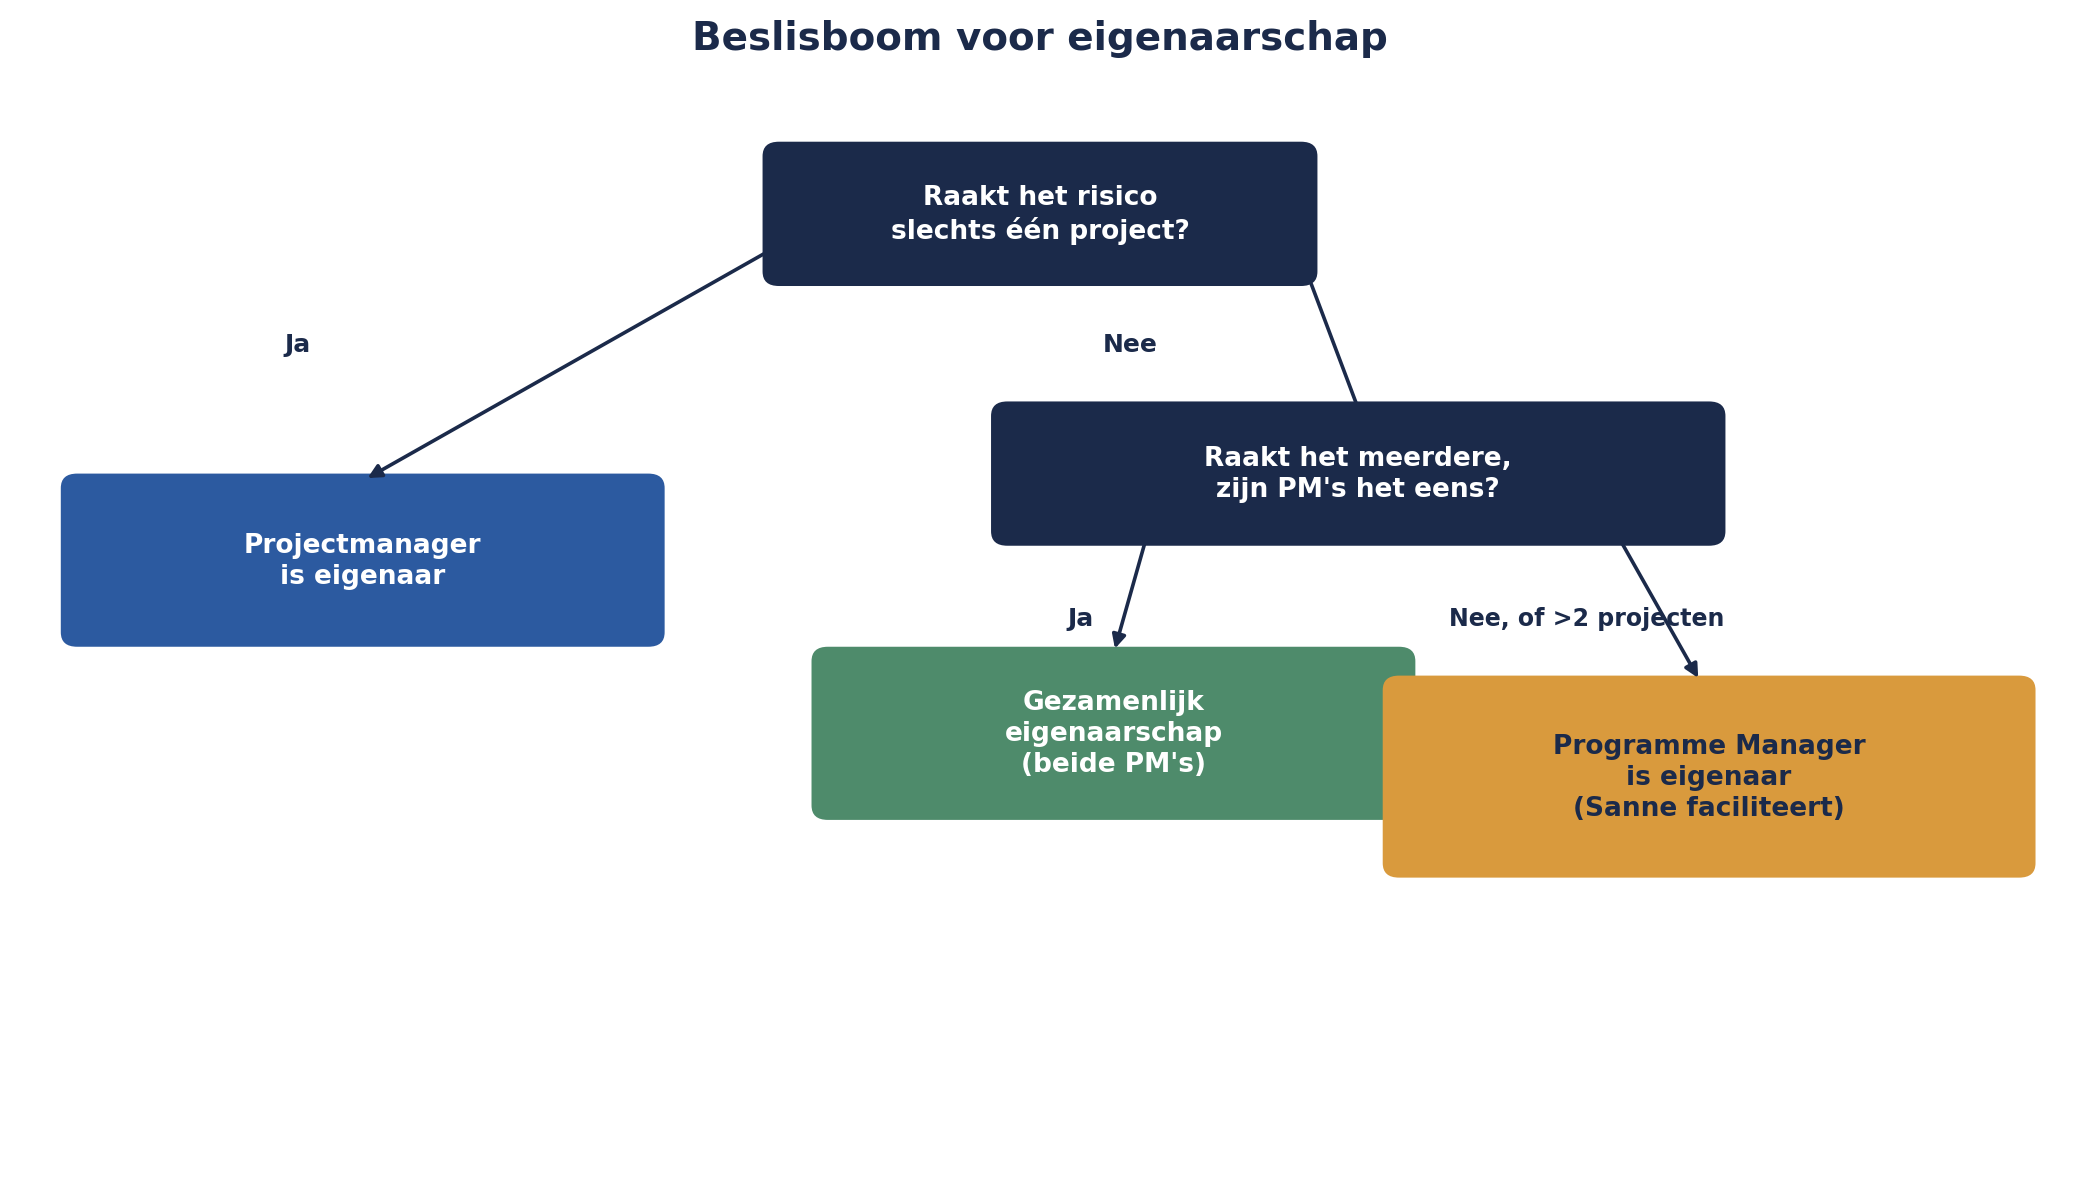 Beslisboom voor eigenaarschap
Raakt het risico
slechts één project?
Ja
Nee
Raakt het meerdere,
zijn PM's het eens?
Projectmanager
is eigenaar
Ja
Nee, of >2 projecten
Gezamenlijk
eigenaarschap
(beide PM's)
Programme Manager
is eigenaar
(Sanne faciliteert)